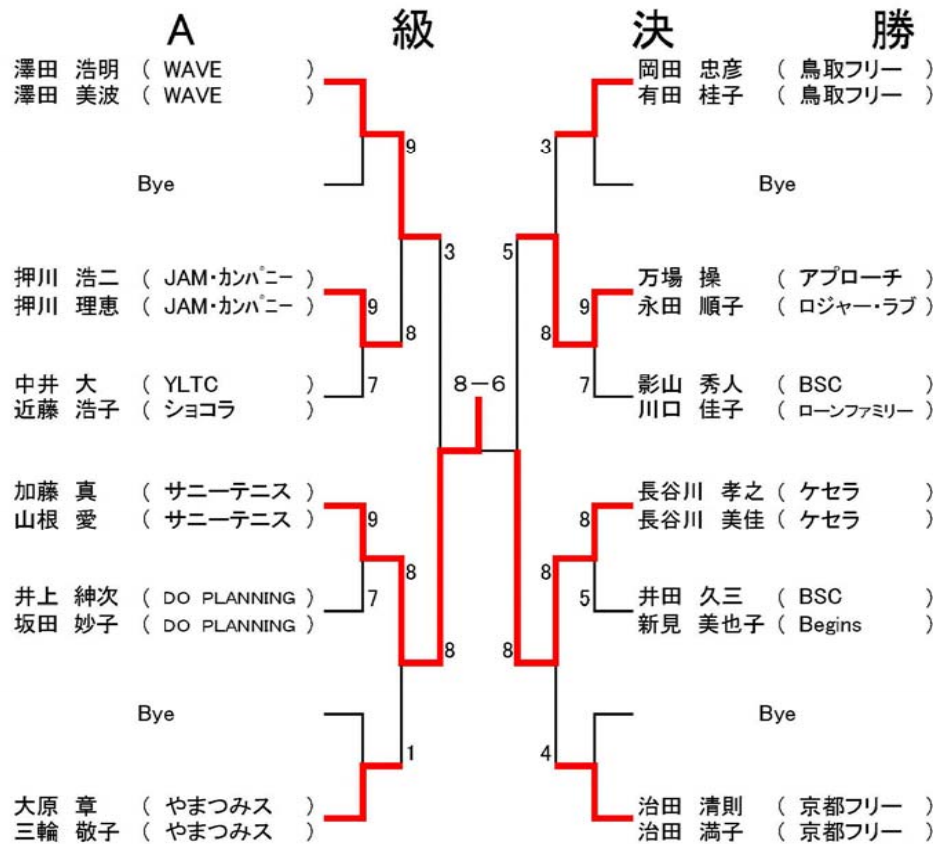 A 級 決 勝
澤田 浩明 ( WAVE )
澤田 美波 ( WAVE )
Bye
9
3
押川 浩二 ( JAM・カンパニー )
押川 理恵 ( JAM・カンパニー )
9
8
中井 大 ( YLTC )
近藤 浩子 ( ショコラ )
7
加藤 真 ( サニーテニス )
山根 愛 ( サニーテニス )
9
8
井上 紳次 ( DO PLANNING )
坂田 妙子 ( DO PLANNING )
7
8
Bye
1
大原 章 ( やまつみス )
三輪 敬子 ( やまつみス )
8−6
岡田 忠彦 ( 鳥取フリー )
有田 桂子 ( 鳥取フリー )
3
Bye
5
万場 操 ( アプローチ )
永田 順子 ( ロジャー・ラブ )
9
8
影山 秀人 ( BSC )
川口 佳子 ( ローンファミリー )
7
長谷川 孝之 ( ケセラ )
長谷川 美佳 ( ケセラ )
8
8
井田 久三 ( BSC )
新見 美也子 ( Begins )
5
8
Bye
4
治田 清則 ( 京都フリー )
治田 満子 ( 京都フリー )